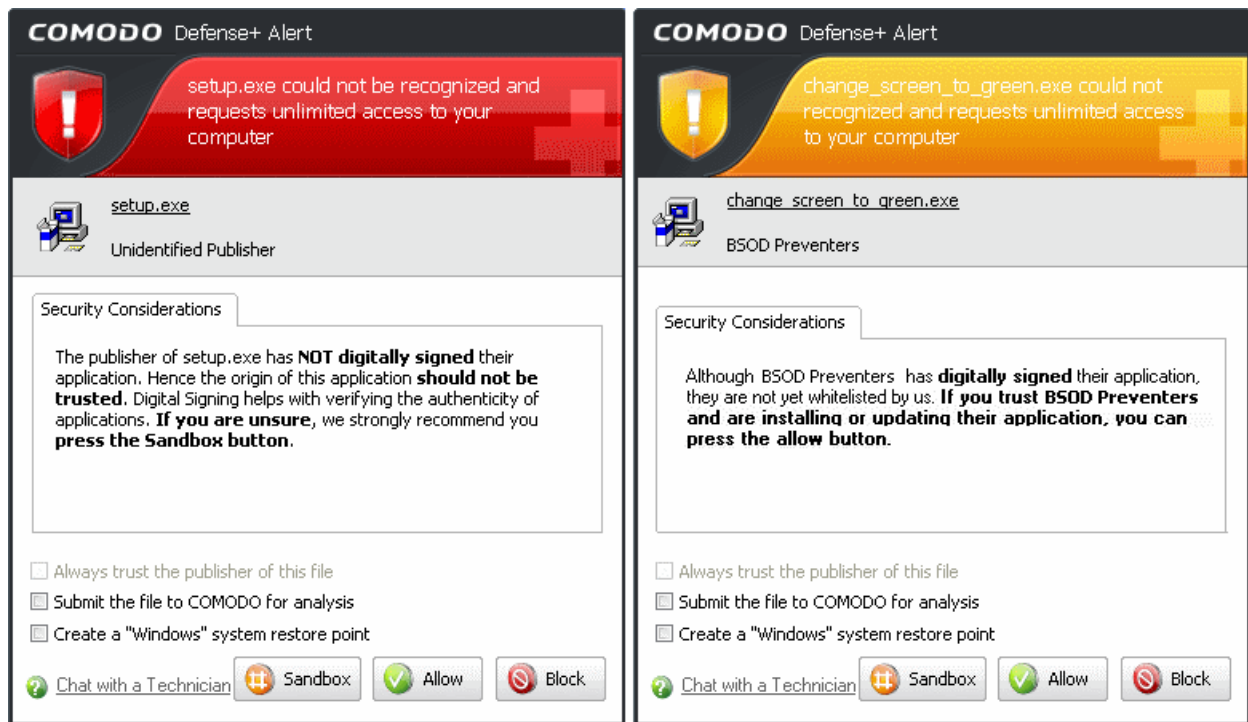 COMODO Defense+ Alert
setup.exe could not be recognized and
requests unlimited access to your
computer
setup.exe
Unidentified Publisher
Security Considerations
The publisher of setup.exe has NOT digitally signed their
application. Hence the origin of this application should not be
trusted. Digital Signing helps with verifying the authenticity of
applications. If you are unsure, we strongly recommend you
press the Sandbox button.
Always trust the publisher of this file
Submit the file to COMODO for analysis
Create a "Windows" system restore point
Chat with a Technician
Sandbox
Allow
Block
COMODO Defense+ Alert
change_screen_to_green.exe could not
recognized and requests unlimited access
to your computer
change_screen_to_green.exe
BSOD Preventers
Security Considerations
Although BSOD Preventers has digitally signed their application,
they are not yet whitelisted by us. If you trust BSOD Preventers
and are installing or updating their application, you can
press the allow button.
Always trust the publisher of this file
Submit the file to COMODO for analysis
Create a "Windows" system restore point
Chat with a Technician
Sandbox
Allow
Block